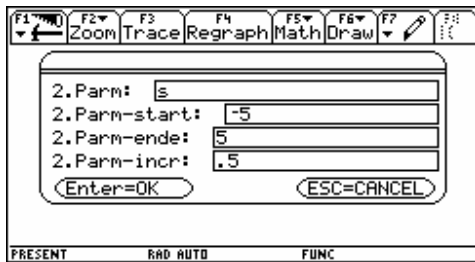 F1 F2 Zoom F3 Trace F4 Regraph F5 Math F6 Draw F7
2.Parm: s
2.Parm-start: -5
2.Parm-ende: 5
2.Parm-incr: .5
Enter=OK ESC=CANCEL
PRESENT RAD AUTO FUNC